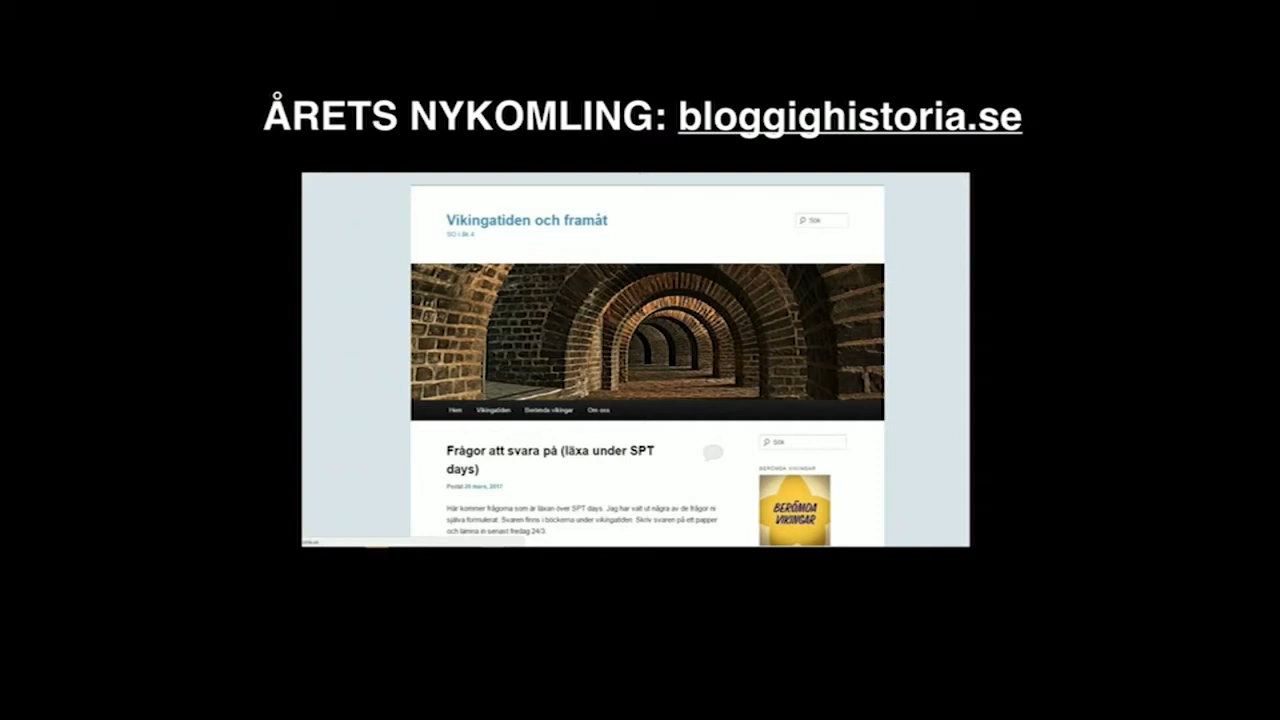 ÅRETS NYKOMLING: bloggighistoria.se
Vikingatiden och framåt
SO i åk 4
Sök
Hem Vikingatiden Berömda vikingar Om oss
Frågor att svara på (läxa under SPT
days)
Postat 20 mars, 2017
Här kommer frågorna som är läxan över SPT days. Jag har valt ut några av de frågor ni
själva formulerat. Svaren finns i böckerna under vikingatiden. Skriv svaren på ett papper
och lämna in senast fredag 24/3.
Sök
BERÖMDA VIKINGAR
BERÖMDA
VIKINGAR